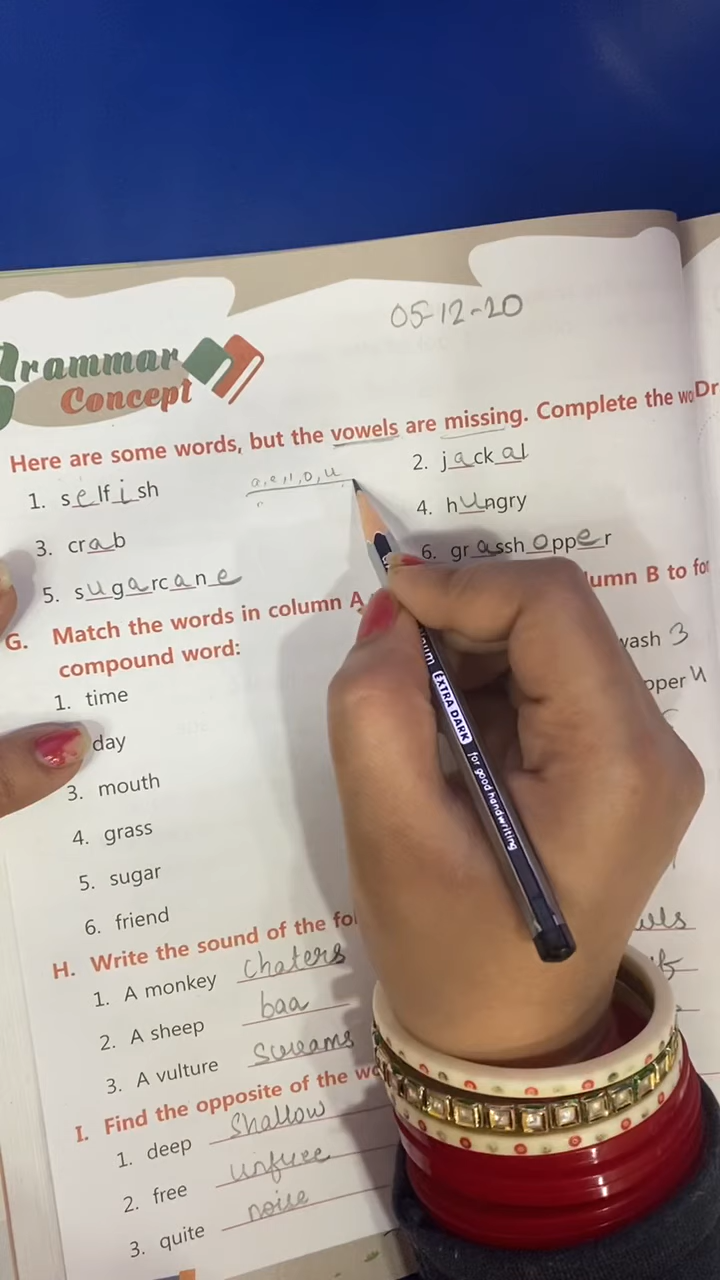 05-12-20
Grammar
Concept
Here are some words, but the vowels are missing. Complete the wo Dr
1. selfish
a, e, i, o, u
2. jackal
3. crab
4. hungry
5. sugarcane
6. grasshopper
G. Match the words in column A umn B to for
compound word:
1. time
wash 3
day
pper 4
3. mouth
4. grass
5. sugar
6. friend
H. Write the sound of the fo
1. A monkey chaters
2. A sheep baa
3. A vulture screams
I. Find the opposite of the wo
1. deep shallow
2. free unfree
3. quite noise
EXTRA DARK for good handwriting